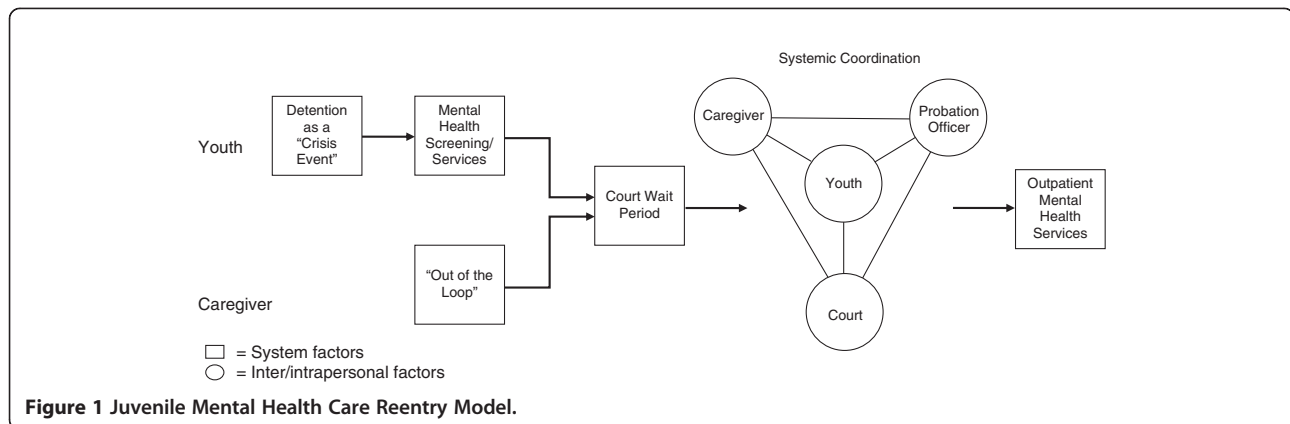 Systemic Coordination
Youth
Detention
as a
"Crisis
Event"
Mental
Health
Screening/
Services
Caregiver
"Out of the
Loop"
Court Wait
Period
Caregiver
Probation
Officer
Youth
Court
Outpatient
Mental
Health
Services
= System factors
= Inter/intrapersonal factors
Figure 1 Juvenile Mental Health Care Reentry Model.